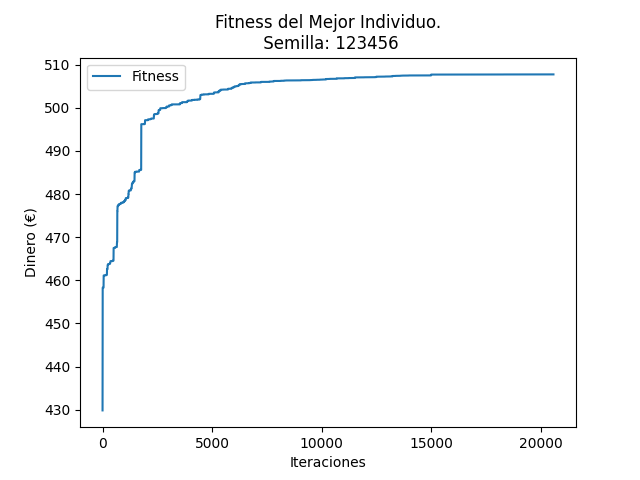 Fitness del Mejor Individuo.
Semilla: 123456
Fitness
510
500
490
480
470
460
450
440
430
Dinero (€)
0
5000
10000
15000
20000
Iteraciones